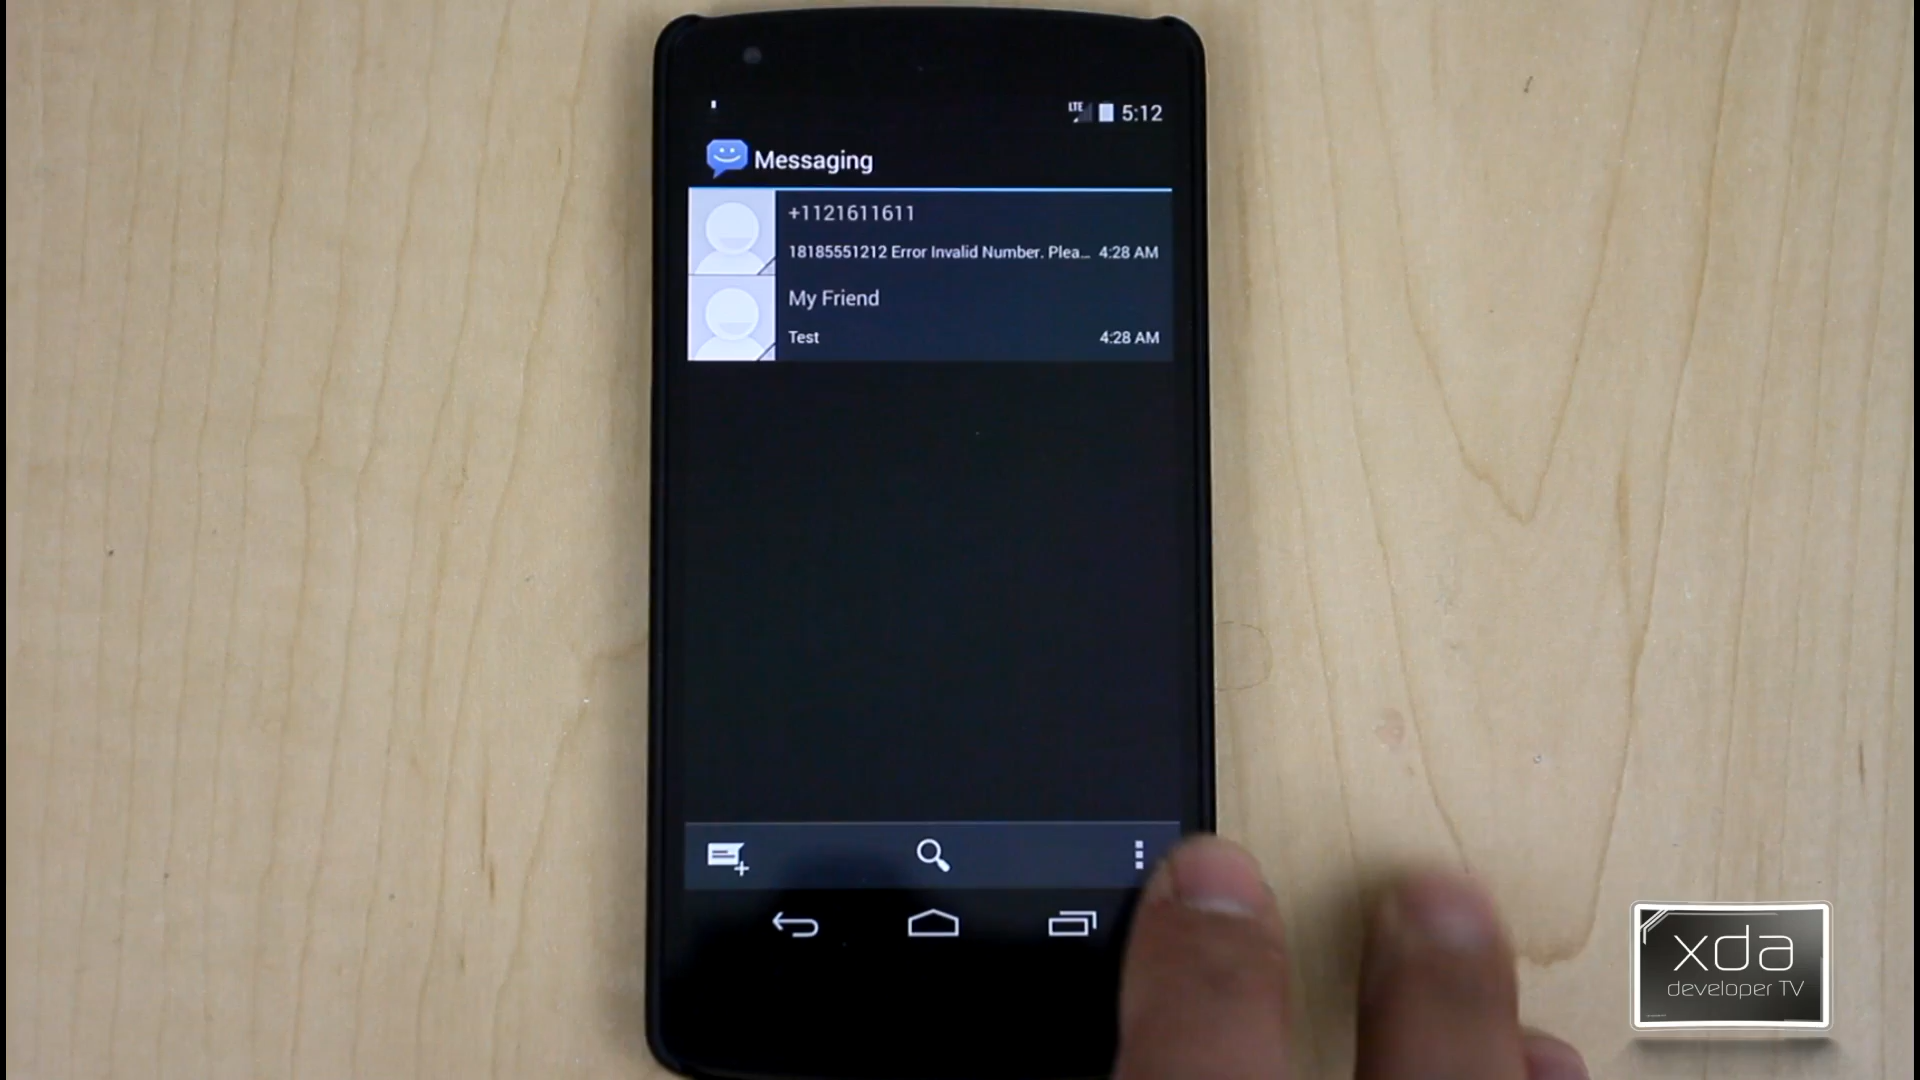 LTE 5:12
Messaging
+1121611611
18185551212 Error Invalid Number. Plea... 4:28 AM
My Friend
Test 4:28 AM
xda
developer TV